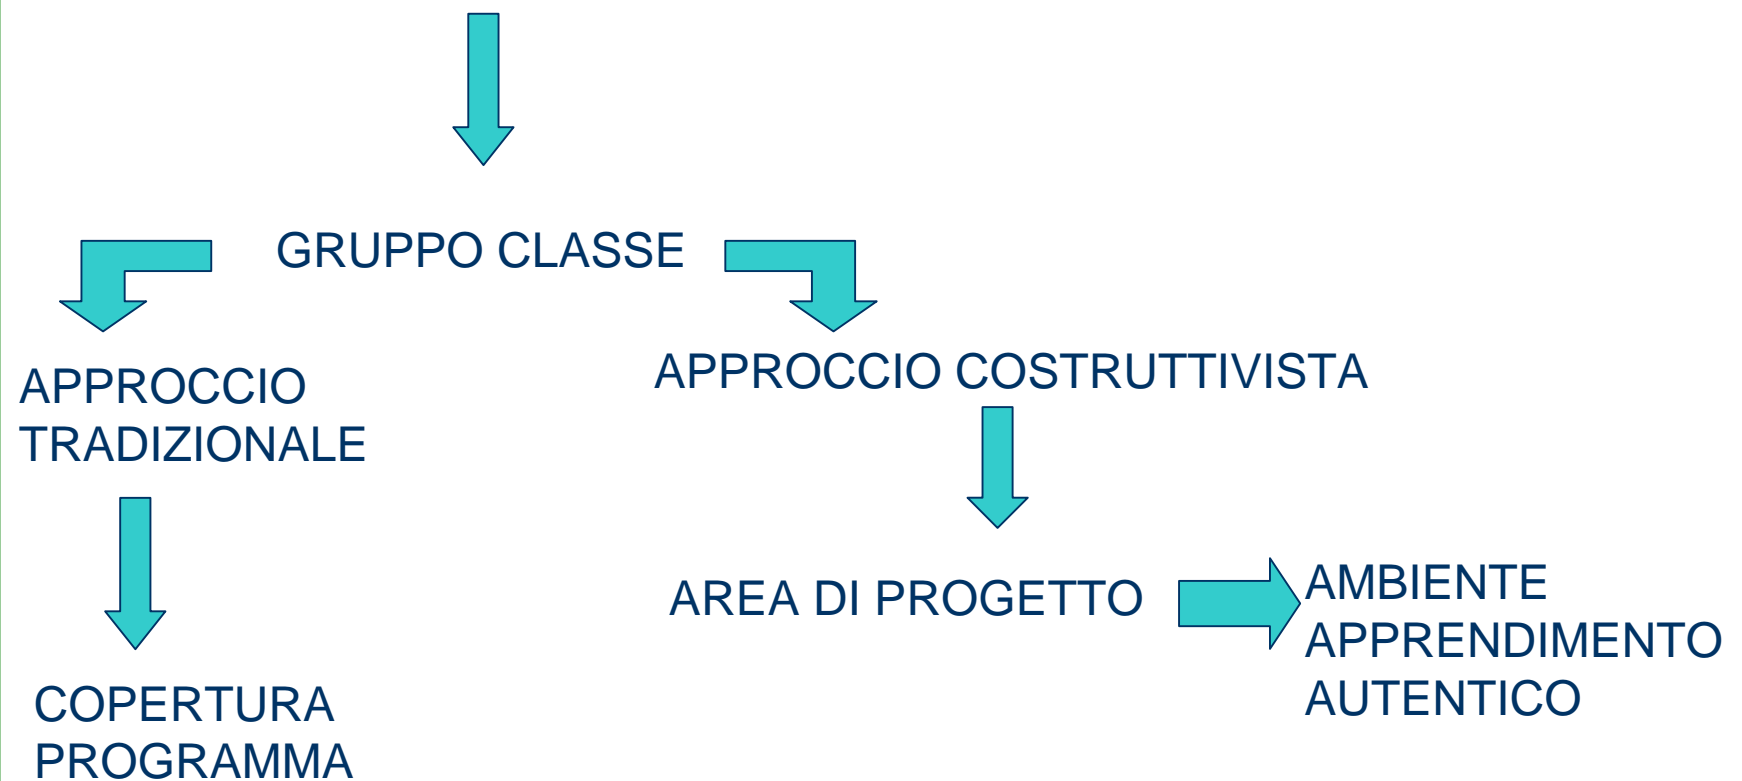 GRUPPO CLASSE
APPROCCIO
TRADIZIONALE
APPROCCIO COSTRUTTIVISTA
AREA DI PROGETTO
AMBIENTE
APPRENDIMENTO
AUTENTICO
COPERTURA
PROGRAMMA